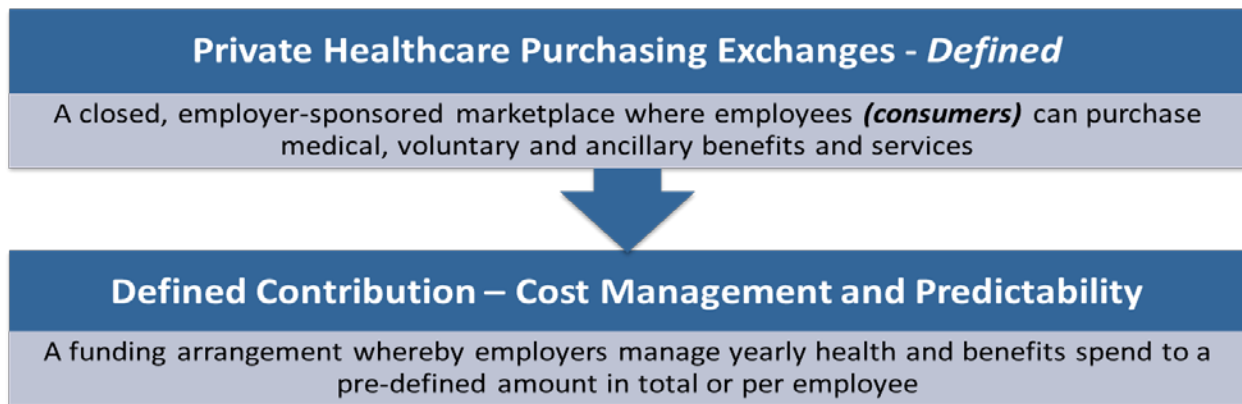 Private Healthcare Purchasing Exchanges - Defined
A closed, employer-sponsored marketplace where employees (consumers) can purchase
medical, voluntary and ancillary benefits and services
Defined Contribution – Cost Management and Predictability
A funding arrangement whereby employers manage yearly health and benefits spend to a
pre-defined amount in total or per employee